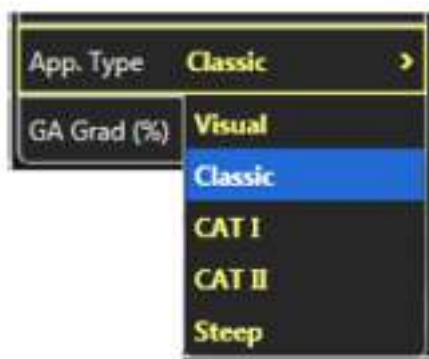 App. Type Classic >
GA Grad (%) Visual
Classic
CAT I
CAT II
Steep